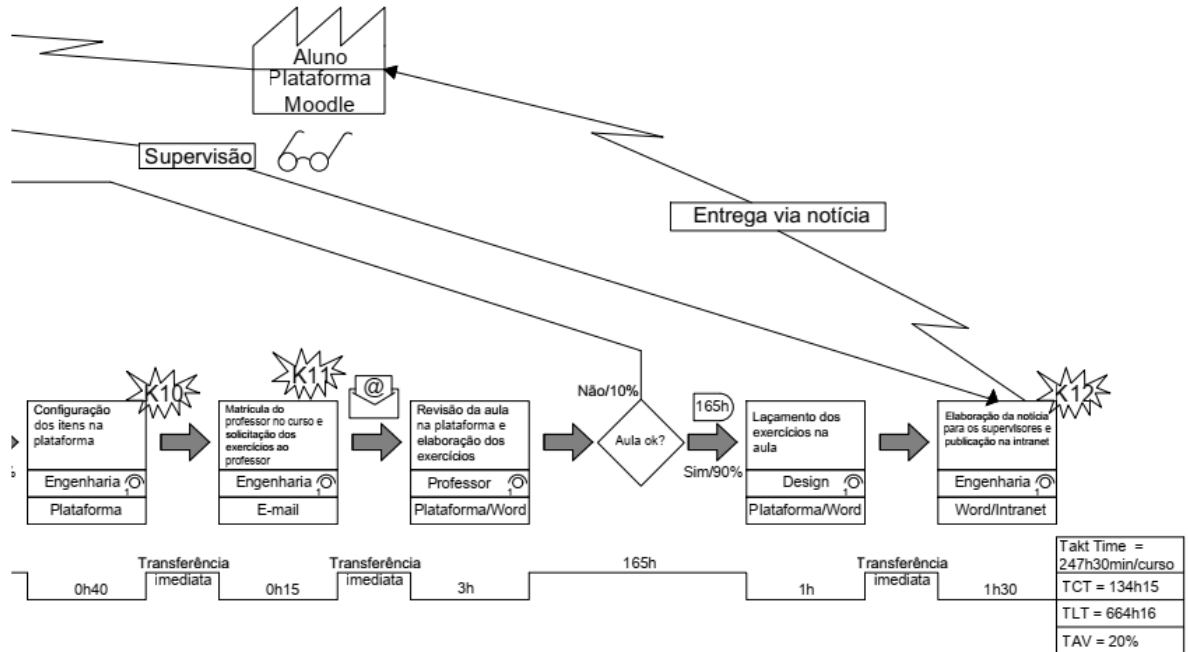 Aluno
Plataforma
Moodle
Supervisão
Entrega via notícia
K10
K11
@
K12
Não/10%
165h
Aula ok?
Sim/90%
%
Configuração
dos itens na
plataforma
Engenharia
1
Plataforma
Matrícula do
professor no curso e
solicitação dos
exercícios ao
professor
Engenharia
1
E-mail
Revisão da aula
na plataforma e
elaboração dos
exercícios
Professor
1
Plataforma/Word
Laçamento dos
exercícios na
aula
Design
1
Plataforma/Word
Elaboração da notícia
para os supervisores e
publicação na intranet
Engenharia
1
Word/Intranet
0h40
Transferência
imediata
0h15
Transferência
imediata
3h
165h
1h
Transferência
imediata
1h30
Takt Time =
247h30min/curso
TCT = 134h15
TLT = 664h16
TAV = 20%